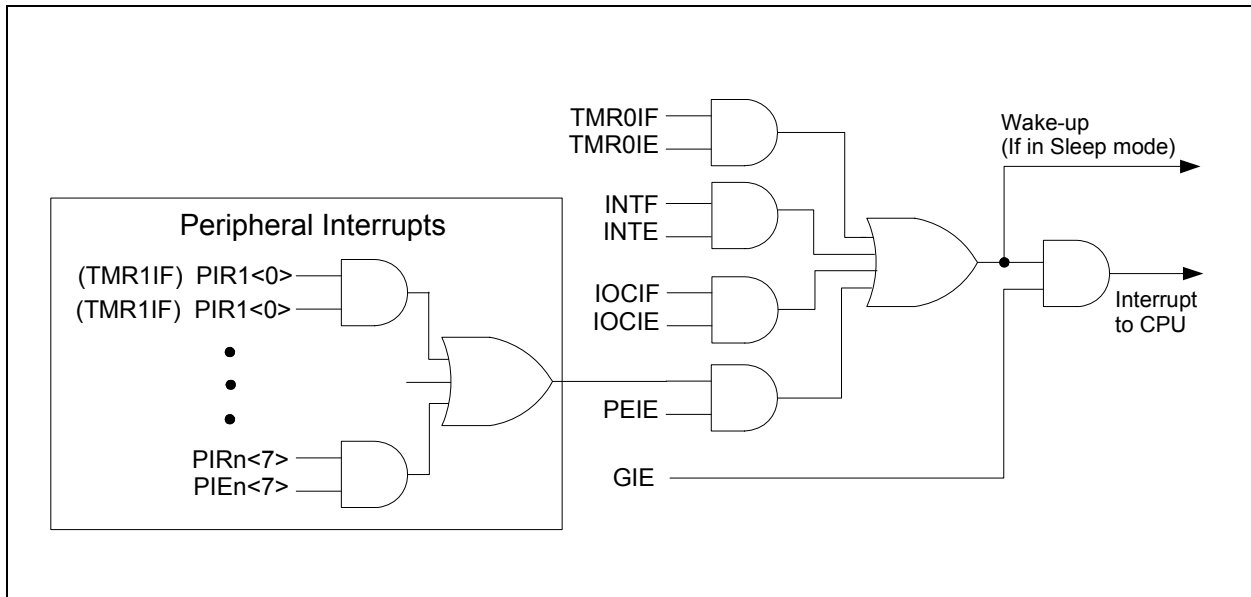 TMR0IF
TMR0IE
Wake-up
(If in Sleep mode)
INTF
INTE
Peripheral Interrupts
(TMR1IF) PIR1<0>
(TMR1IF) PIR1<0>
IOCIF
IOCIE
Interrupt
to CPU
PEIE
PIRn<7>
PIEn<7>
GIE